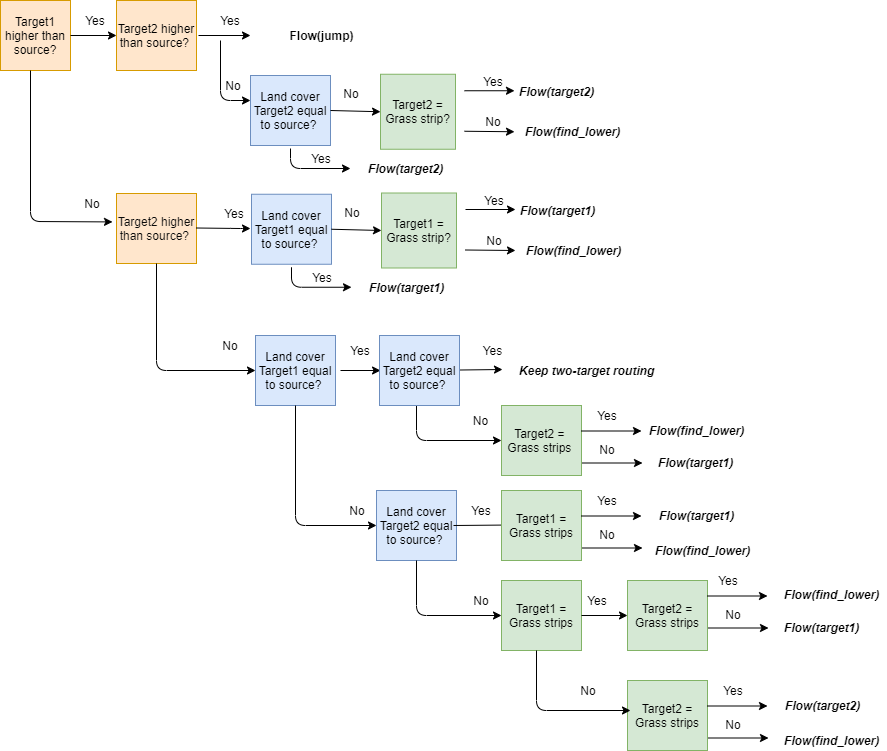 Target1
higher than
source?
Yes
Target2 higher
than source?
Yes
Flow(jump)
No
Land cover
Target2 equal
to source?
No
Target2 =
Grass strip?
Yes
Flow(target2)
No
Flow(find_lower)
Yes
Flow(target2)
No
Target2 higher
than source?
Yes
Land cover
Target1 equal
to source?
No
Target1 =
Grass strip?
Yes
Flow(target1)
No
Flow(find_lower)
Yes
Flow(target1)
No
Land cover
Target1 equal
to source?
Yes
Land cover
Target2 equal
to source?
Yes
Keep two-target routing
No
Target2 =
Grass strips
Yes
Flow(find_lower)
No
Flow(target1)
No
Land cover
Target2 equal
to source?
Yes
Target1 =
Grass strips
Yes
Flow(target1)
No
Flow(find_lower)
No
Target1 =
Grass strips
Yes
Target2 =
Grass strips
Yes
Flow(find_lower)
No
Flow(target1)
No
Target2 =
Grass strips
Yes
Flow(target2)
No
Flow(find_lower)